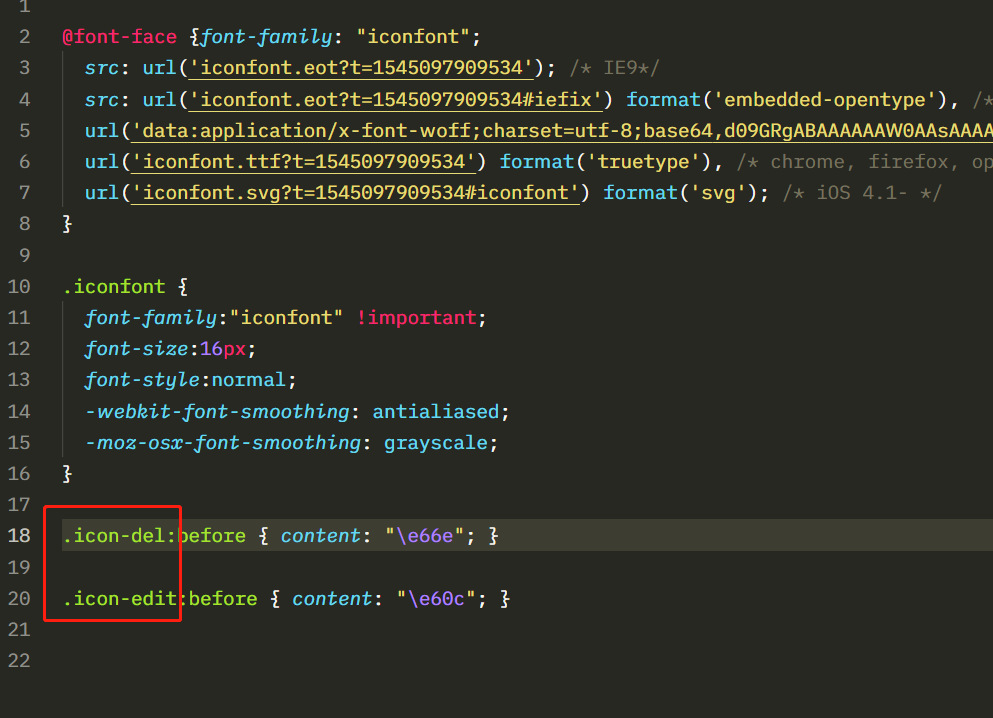 1
2 @font-face {font-family: "iconfont";
3 src: url('iconfont.eot?t=1545097909534'); /* IE9*/
4 src: url('iconfont.eot?t=1545097909534#iefix') format('embedded-opentype'), /*
5 url('data:application/x-font-woff;charset=utf-8;base64,d09GRgABAAAAAAW0AAsAAAA
6 url('iconfont.ttf?t=1545097909534') format('truetype'), /* chrome, firefox, op
7 url('iconfont.svg?t=1545097909534#iconfont') format('svg'); /* iOS 4.1- */
8 }
9
10 .iconfont {
11 font-family:"iconfont" !important;
12 font-size:16px;
13 font-style:normal;
14 -webkit-font-smoothing: antialiased;
15 -moz-osx-font-smoothing: grayscale;
16 }
17
18 .icon-del:before { content: "\e66e"; }
19
20 .icon-edit:before { content: "\e60c"; }
21
22